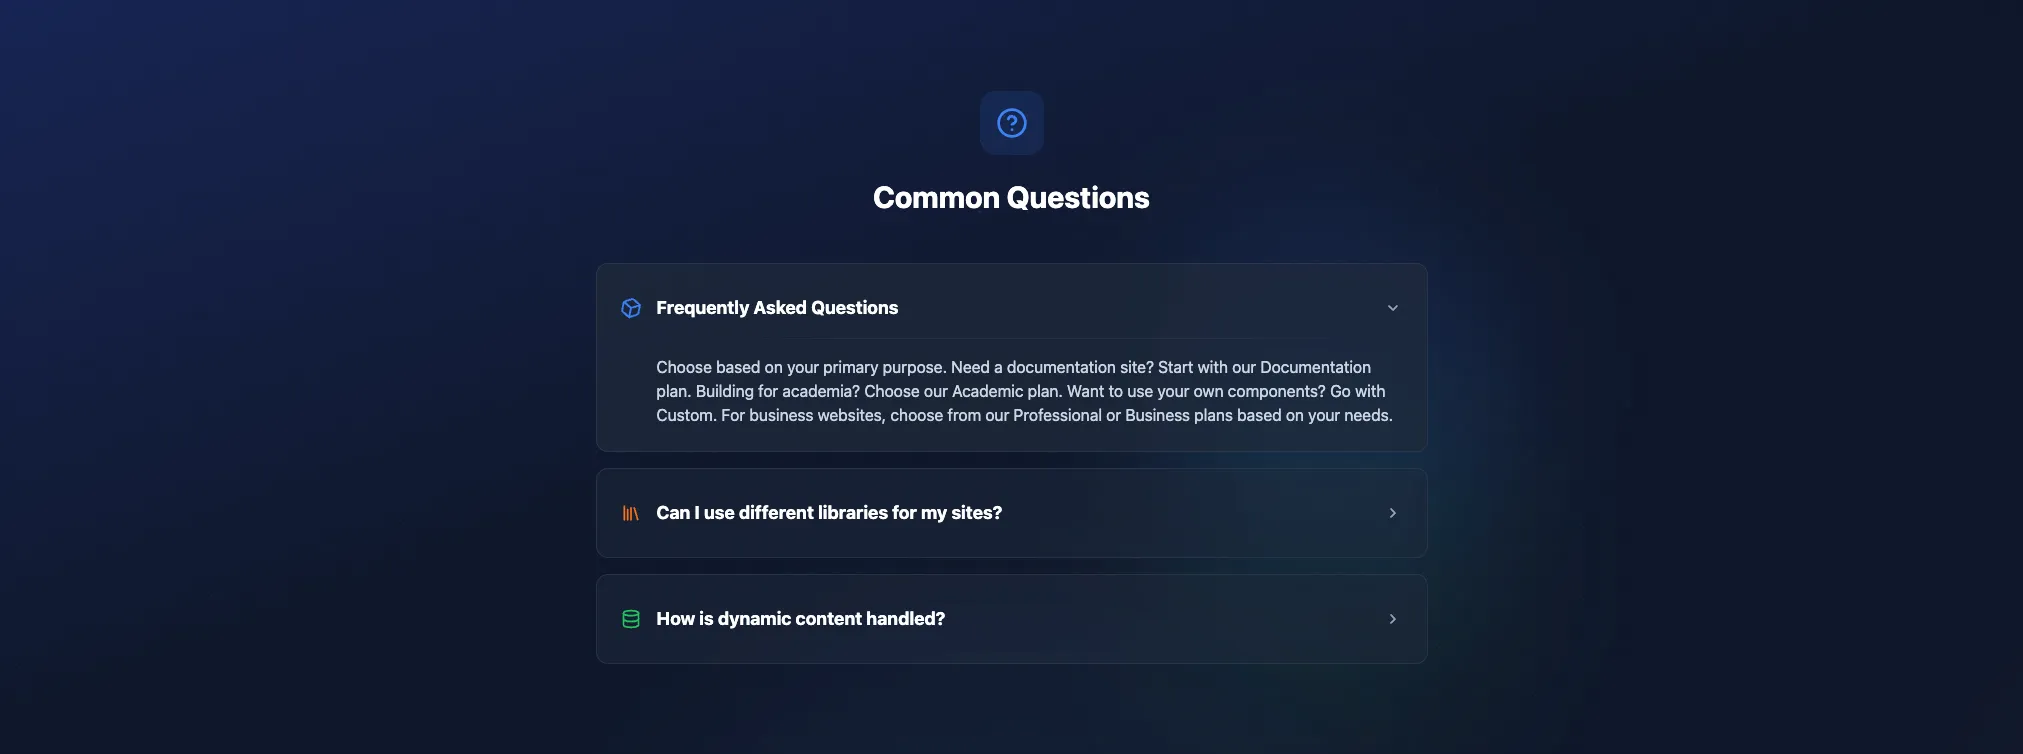 Common Questions
Frequently Asked Questions
Choose based on your primary purpose. Need a documentation site? Start with our Documentation
plan. Building for academia? Choose our Academic plan. Want to use your own components? Go with
Custom. For business websites, choose from our Professional or Business plans based on your needs.
Can I use different libraries for my sites?
How is dynamic content handled?